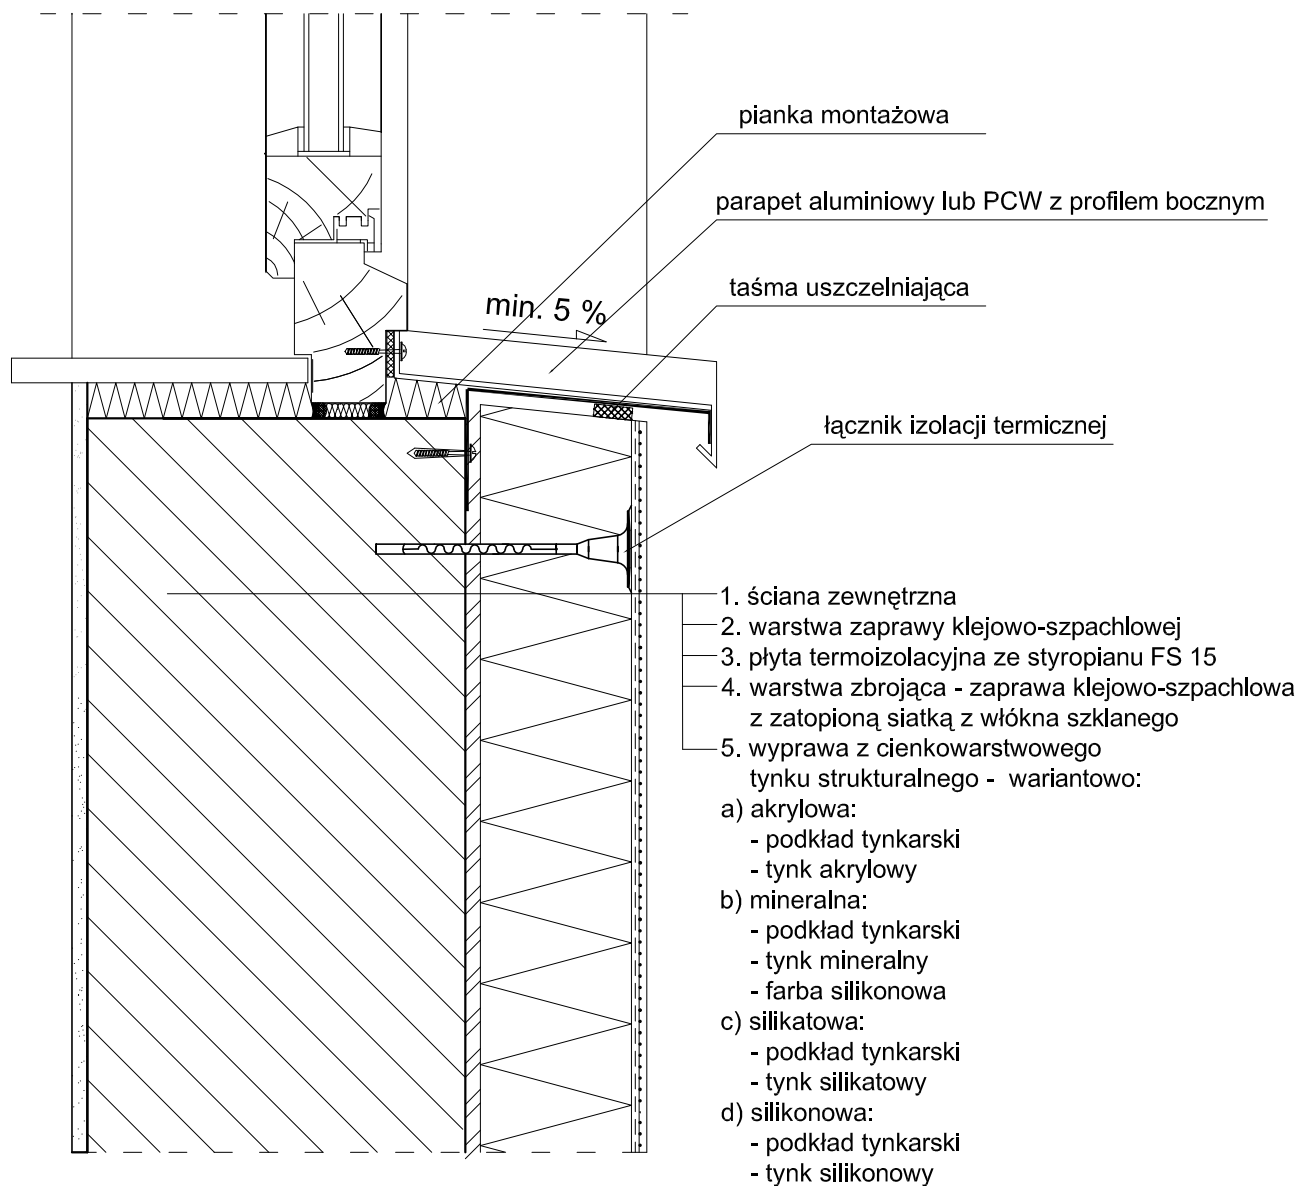 pianka montażowa
parapet aluminiowy lub PCW z profilem bocznym
taśma uszczelniająca
min. 5 %
łącznik izolacji termicznej
1. ściana zewnętrzna
2. warstwa zaprawy klejowo-szpachlowej
3. płyta termoizolacyjna ze styropianu FS 15
4. warstwa zbrojąca - zaprawa klejowo-szpachlowa
z zatopioną siatką z włókna szklanego
5. wyprawa z cienkowarstwowego
tynku strukturalnego - wariantowo:
a) akrylowa:
- podkład tynkarski
- tynk akrylowy
b) mineralna:
- podkład tynkarski
- tynk mineralny
- farba silikonowa
c) silikatowa:
- podkład tynkarski
- tynk silikatowy
d) silikonowa:
- podkład tynkarski
- tynk silikonowy